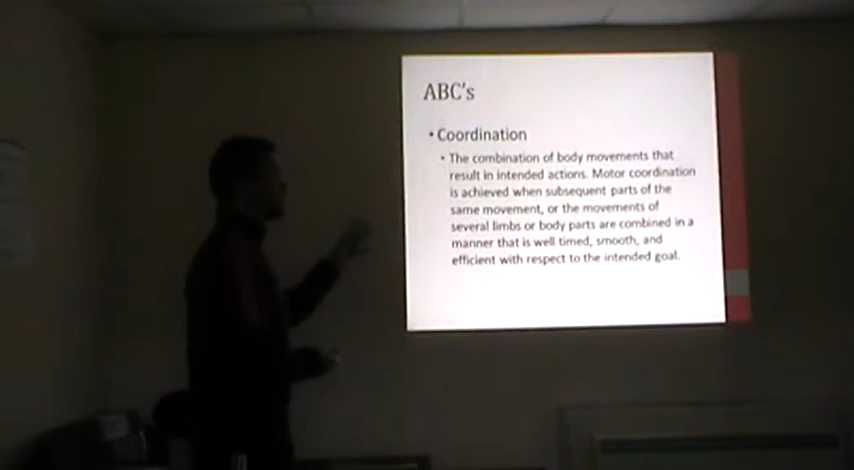 ABC's
• Coordination
• The combination of body movements that
result in intended actions. Motor coordination
is achieved when subsequent parts of the
same movement, or the movements of
several limbs or body parts are combined in a
manner that is well timed, smooth, and
efficient with respect to the intended goal.